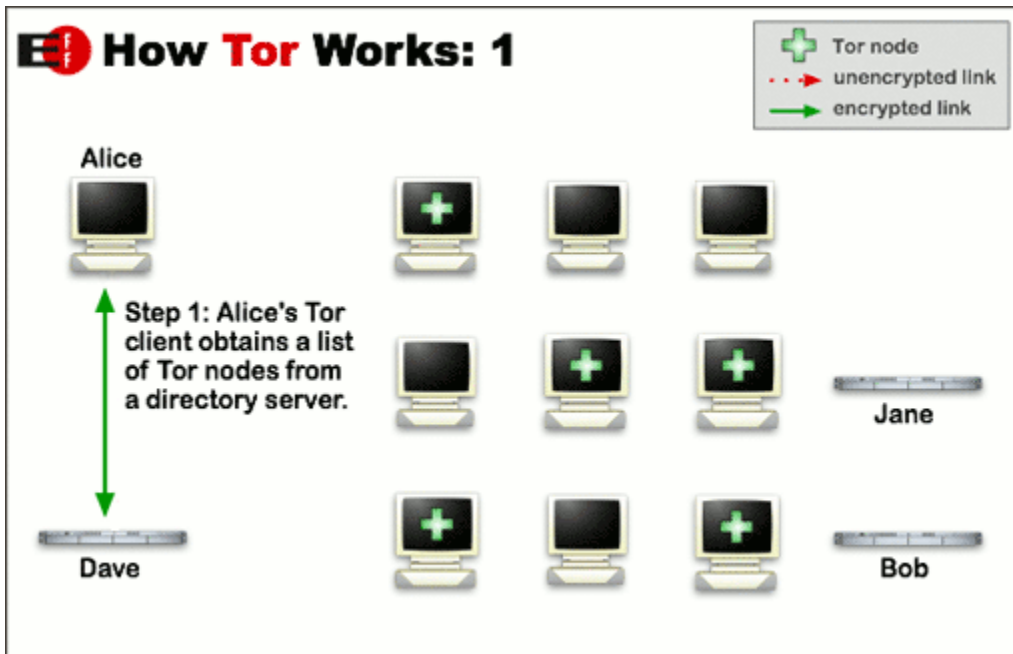 EFF How Tor Works: 1
Tor node
unencrypted link
encrypted link
Alice
Step 1: Alice's Tor
client obtains a list
of Tor nodes from
a directory server.
Jane
Dave
Bob